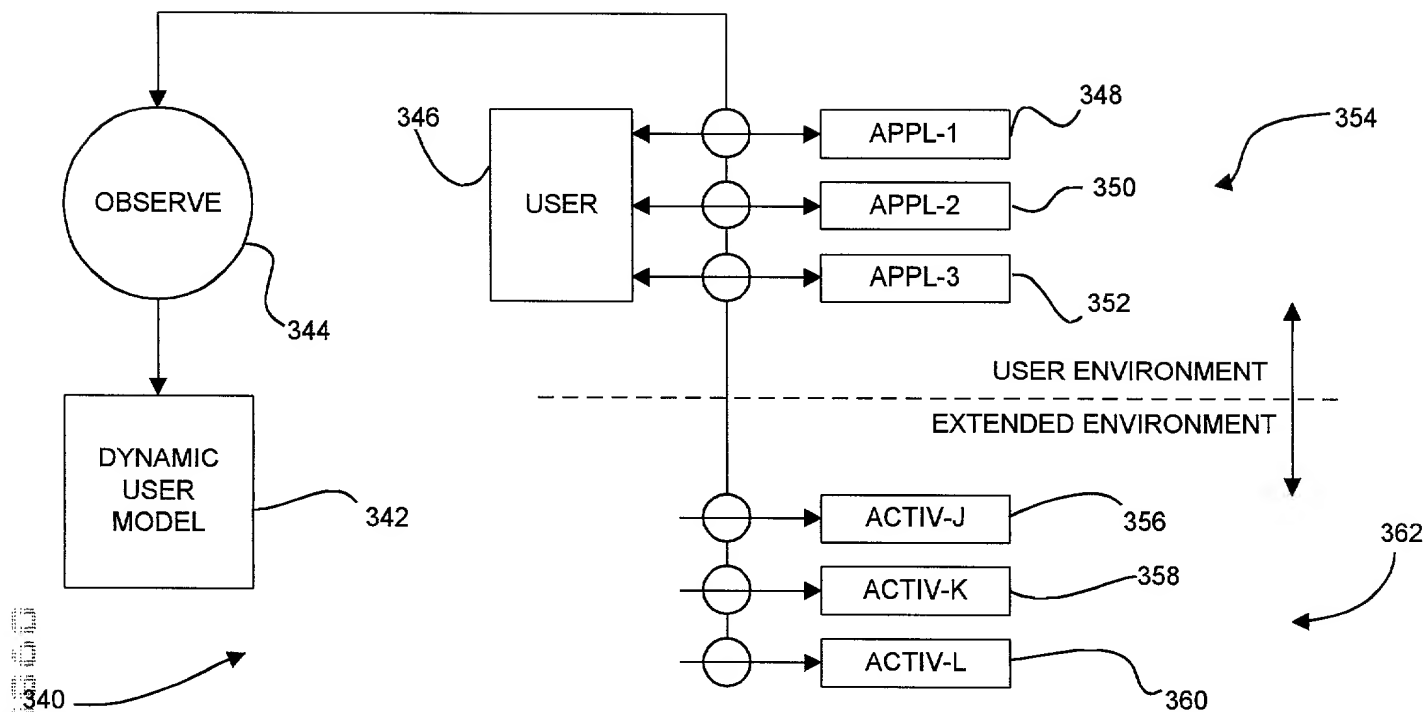 346
348
354
APPL-1
OBSERVE
USER
APPL-2
350
APPL-3
352
344
USER ENVIRONMENT
EXTENDED ENVIRONMENT
DYNAMIC
USER
MODEL
342
ACTIV-J
356
362
ACTIV-K
358
ACTIV-L
360
340